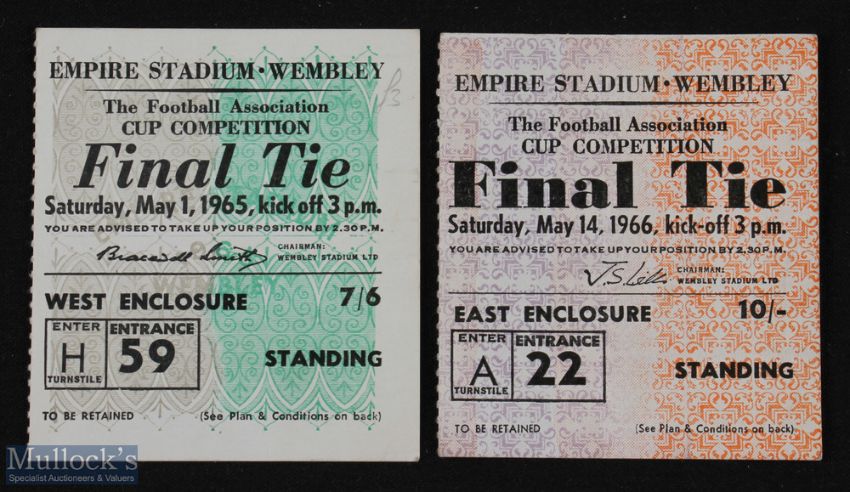 EMPIRE STADIUM • WEMBLEY
The Football Association
CUP COMPETITION
Final Tie
Saturday, May 1, 1965, kick off 3 p.m.
YOU ARE ADVISED TO TAKE UP YOUR POSITION BY 2.30 P.M.
CHAIRMAN:
WEMBLEY STADIUM LTD
WEMBLEY
WEST ENCLOSURE 7/6
ENTER
H
TURNSTILE
ENTRANCE
59
STANDING
TO BE RETAINED (See Plan & Conditions on back)
EMPIRE STADIUM • WEMBLEY
The Football Association
CUP COMPETITION
Final Tie
Saturday, May 14, 1966, kick-off 3 p.m.
YOU ARE ADVISED TO TAKE UP YOUR POSITION BY 2.30 P.M.
CHAIRMAN:
WEMBLEY STADIUM LTD
EAST ENCLOSURE 10/-
ENTER
A
TURNSTILE
ENTRANCE
22
STANDING
TO BE RETAINED (See Plan & Conditions on back)
Mullock's
Specialist Auctioneers & Valuers